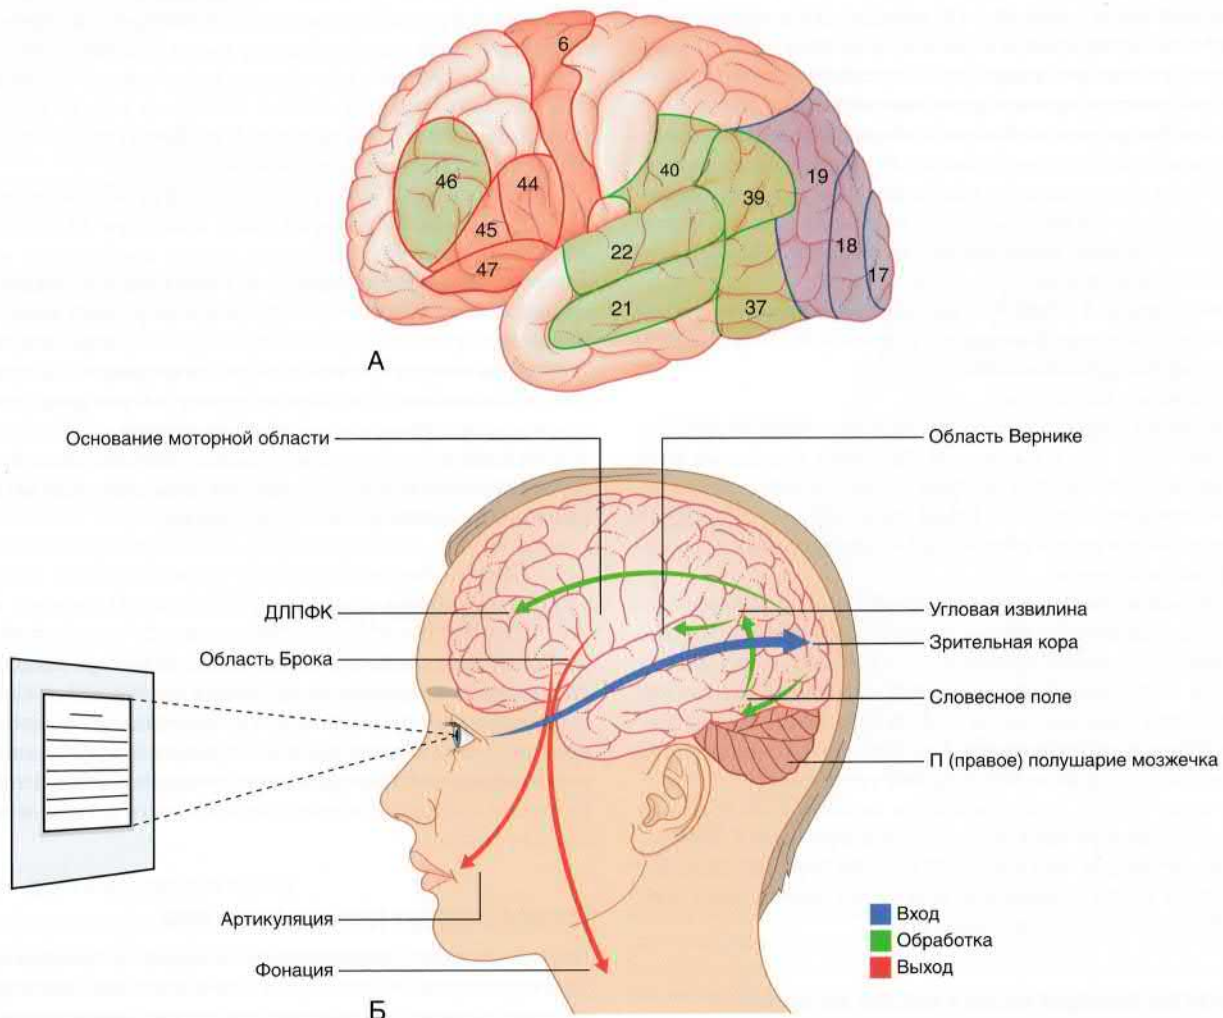 6
46
44
45
47
40
39
22
21
37
19
18
17
А
Основание моторной области
Область Вернике
ДЛПФК
Область Брока
Угловая извилина
Зрительная кора
Словесное поле
П (правое) полушарие мозжечка
Артикуляция
Фонация
Вход
Обработка
Выход
Б